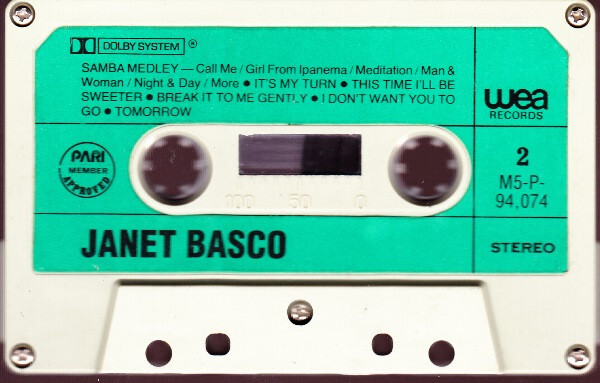 DOLBY SYSTEM ®
SAMBA MEDLEY — Call Me / Girl From Ipanema / Meditation / Man &
Woman / Night & Day / More ● IT'S MY TURN ● THIS TIME I'LL BE
SWEETER ● BREAK IT TO ME GENTLY ● I DON'T WANT YOU TO
GO ● TOMORROW
wea
RECORDS
PARI
MEMBER
APPROVED
2
M5-P-
94,074
100 50 0
JANET BASCO
STEREO